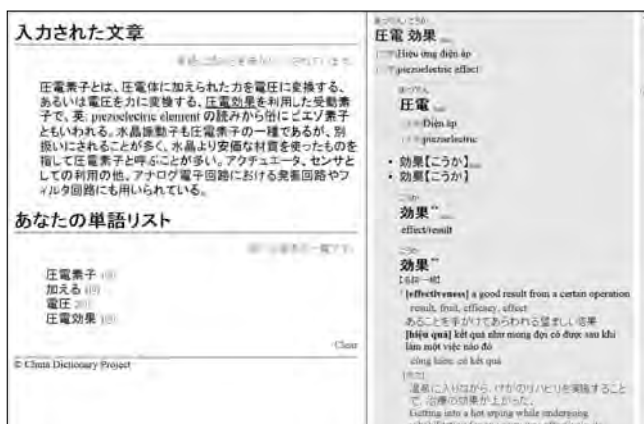 入力された文章
圧電素子とは、圧電体に加えられた力を電圧に変換する、
あるいは電圧を力に変換する、圧電効果を利用した受動素
子で、英: piezoelectric element の読みから俗にピエゾ素子
ともいわれる。水晶振動子も圧電素子の一種であるが、別
扱いにされることが多く、水晶より安価な材質を使ったものを
指して圧電素子と呼ぶことが多い。アクチュエータ、センサと
しての利用の他、アナログ電子回路における発振回路やフ
ィルタ回路にも用いられている。
あなたの単語リスト
圧電素子
加える
電圧
圧電効果
Clear
© Chuta Dictionary Project
圧電 効果
Hiệu ứng điện áp
piezoelectric effect
圧電
Điện áp
piezoelectric
• 効果【こうか】
• 効果【こうか】
こうか
効果
effect/result
こうか
効果
[effectiveness] a good result from a certain operation
result, fruit, efficacy, effect
あることを手がけてあらわれる望ましい結果
[hiệu quả] kết quả như mong đợi có được sau khi
làm một việc nào đó
công hiệu, có kết quả
温泉に入りながら、けがのリハビリを実施すること
で、治療の効果が上がった。
Getting into a hot spring while undergoing